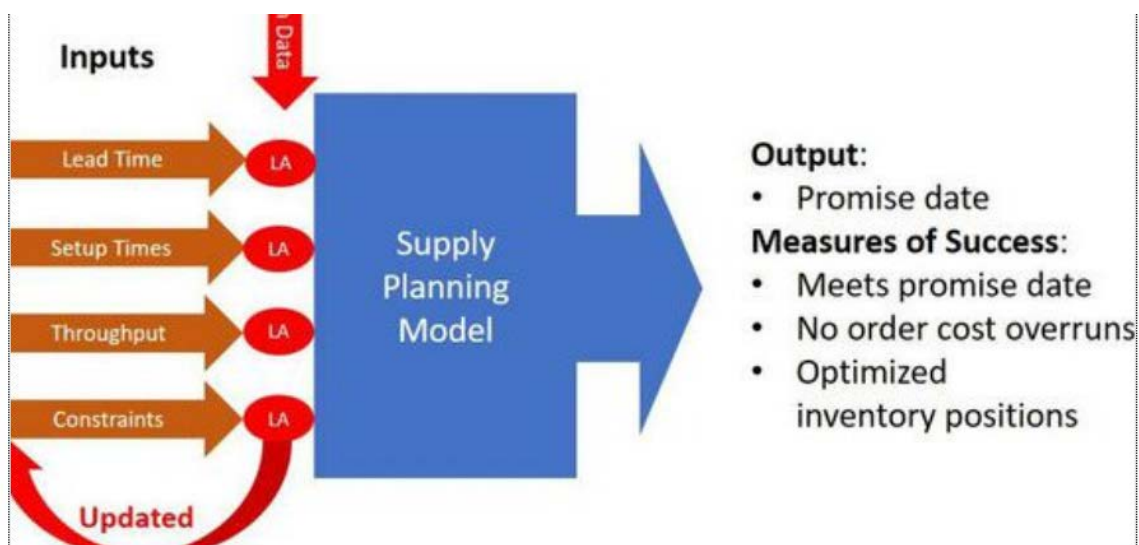 Inputs
Data
Lead Time
LA
Setup Times
LA
Throughput
LA
Constraints
LA
Updated
Supply
Planning
Model
Output:
• Promise date
Measures of Success:
• Meets promise date
• No order cost overruns
• Optimized
inventory positions